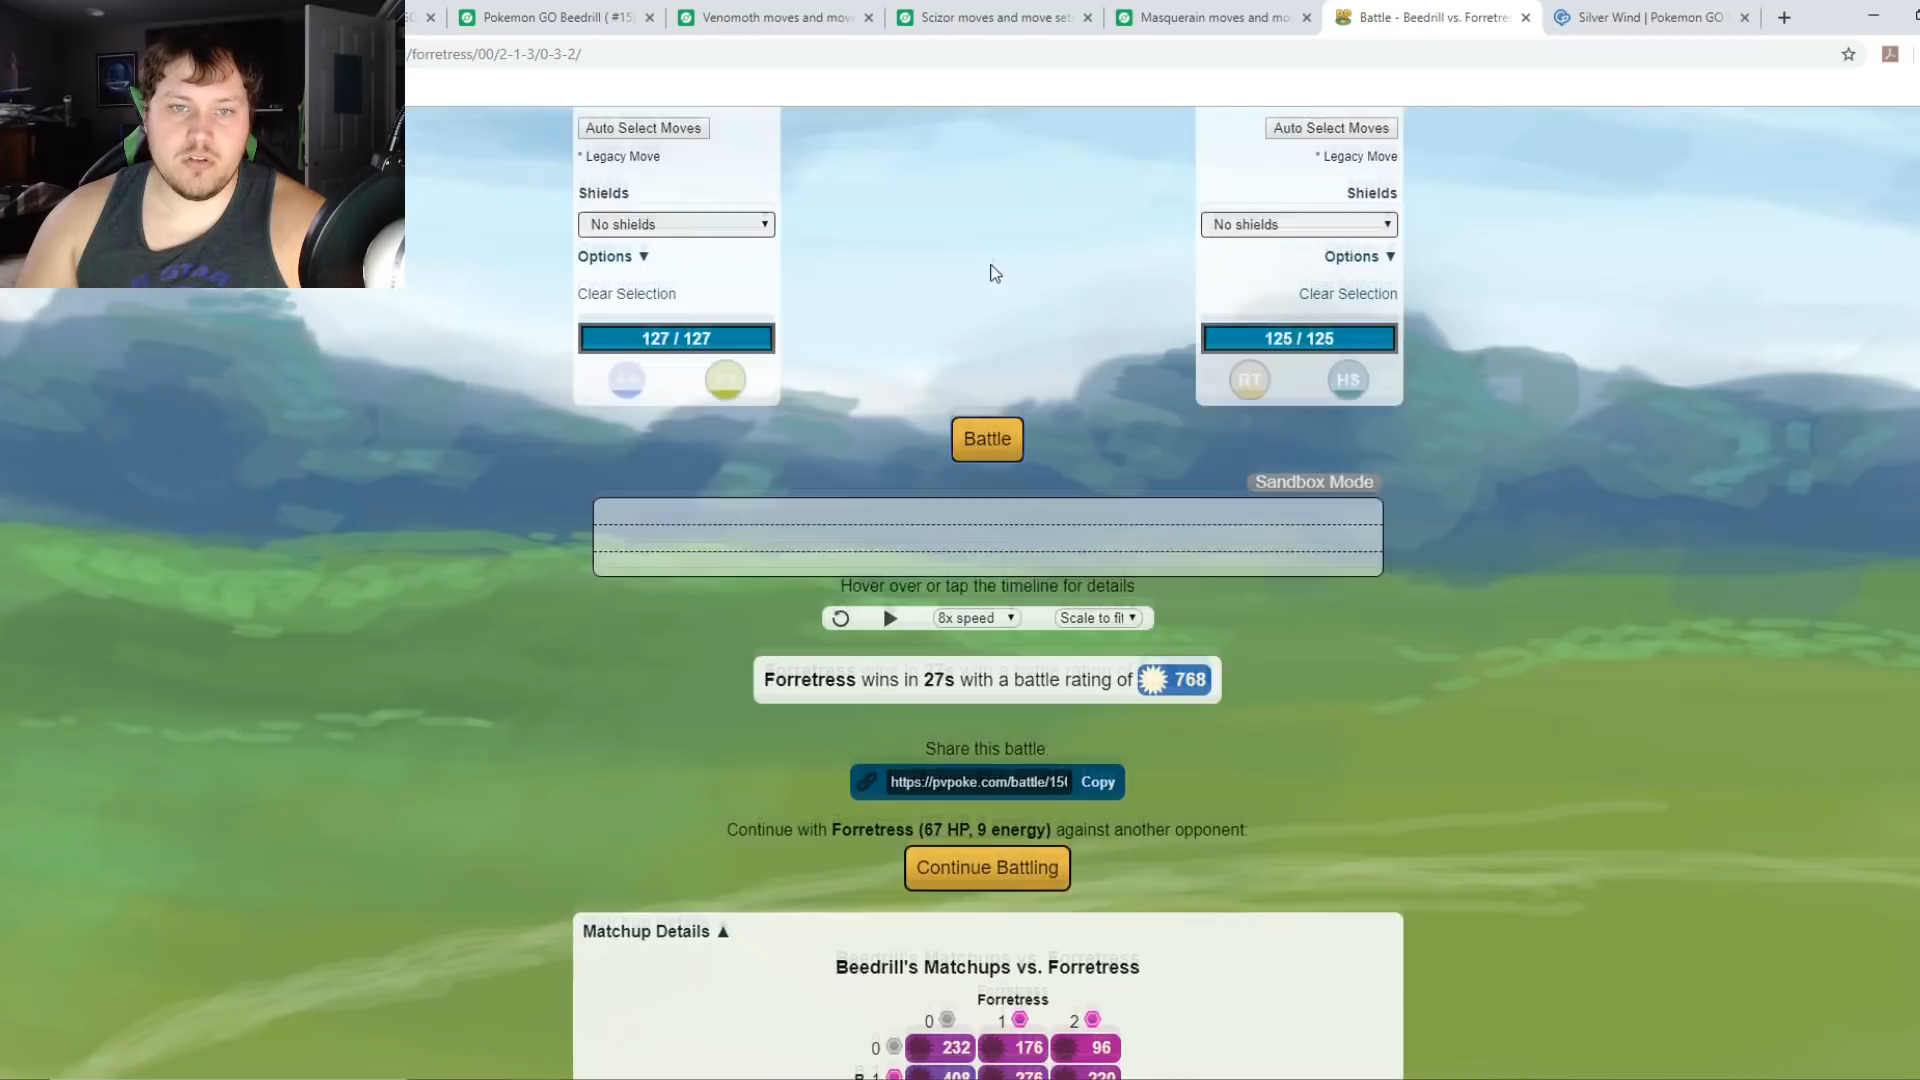 Pokemon GO Beedrill ( #15
Venomoth moves and move
Scizor moves and move set
Masquerain moves and mo
Battle - Beedrill vs. Forretre
Silver Wind | Pokemon GO
/forretress/00/2-1-3/0-3-2/
Auto Select Moves
Auto Select Moves
* Legacy Move
* Legacy Move
Shields
Shields
No shields ▼
No shields ▼
Options ▼
Options ▼
Clear Selection
Clear Selection
127 / 127
125 / 125
RT
HS
Battle
Sandbox Mode
Hover over or tap the timeline for details
8x speed ▼
Scale to fit ▼
Forretress wins in 27s with a battle rating of 768
Share this battle:
https://pvpoke.com/battle/15
Copy
Continue with Forretress (67 HP, 9 energy) against another opponent:
Continue Battling
Matchup Details ▲
Beedrill's Matchups vs. Forretress
Forretress
0 1 2
0 232 176 96
1 408 276 220